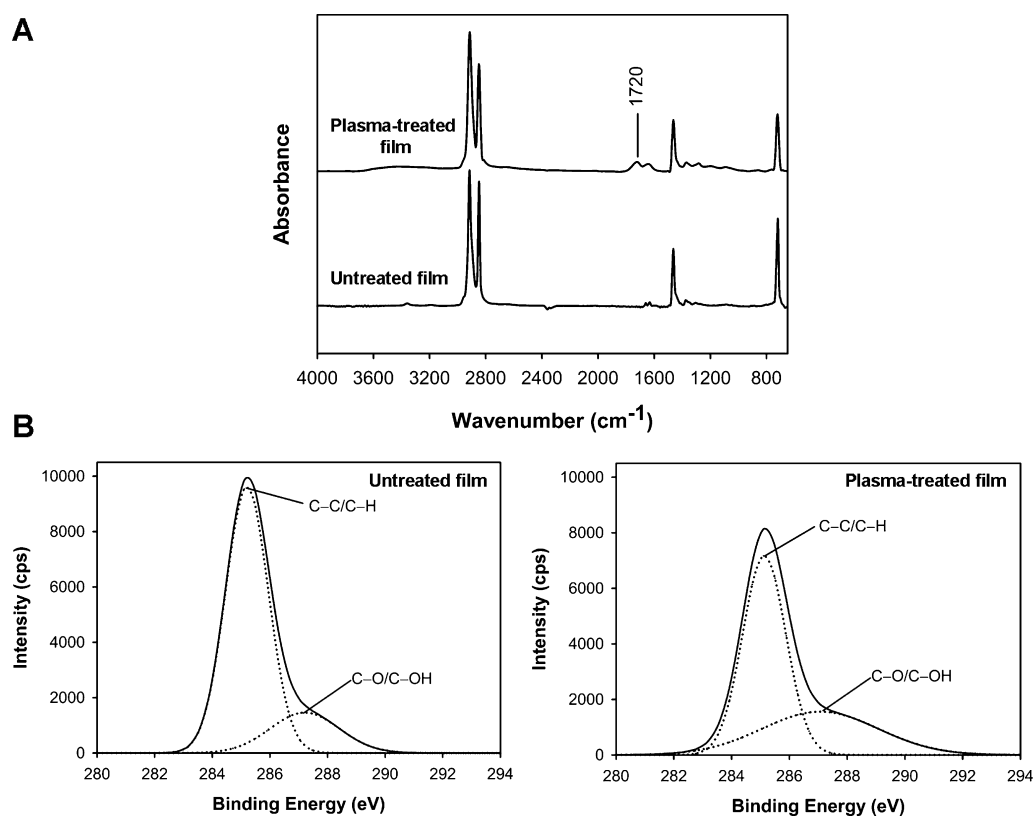 A
Absorbance
1720
Plasma-treated
film
Untreated film
4000 3600 3200 2800 2400 2000 1600 1200 800
Wavenumber (cm-1)
B
Intensity (cps)
10000
8000
6000
4000
2000
0
Untreated film
C–C/C–H
C–O/C–OH
280 282 284 286 288 290 292 294
Binding Energy (eV)
Intensity (cps)
10000
8000
6000
4000
2000
0
Plasma-treated film
C–C/C–H
C–O/C–OH
280 282 284 286 288 290 292 294
Binding Energy (eV)